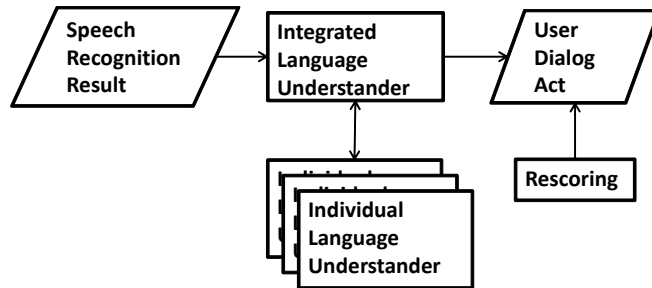 Speech
Recognition
Result
Integrated
Language
Understander
User
Dialog
Act
Rescoring
Individual
Language
Understander